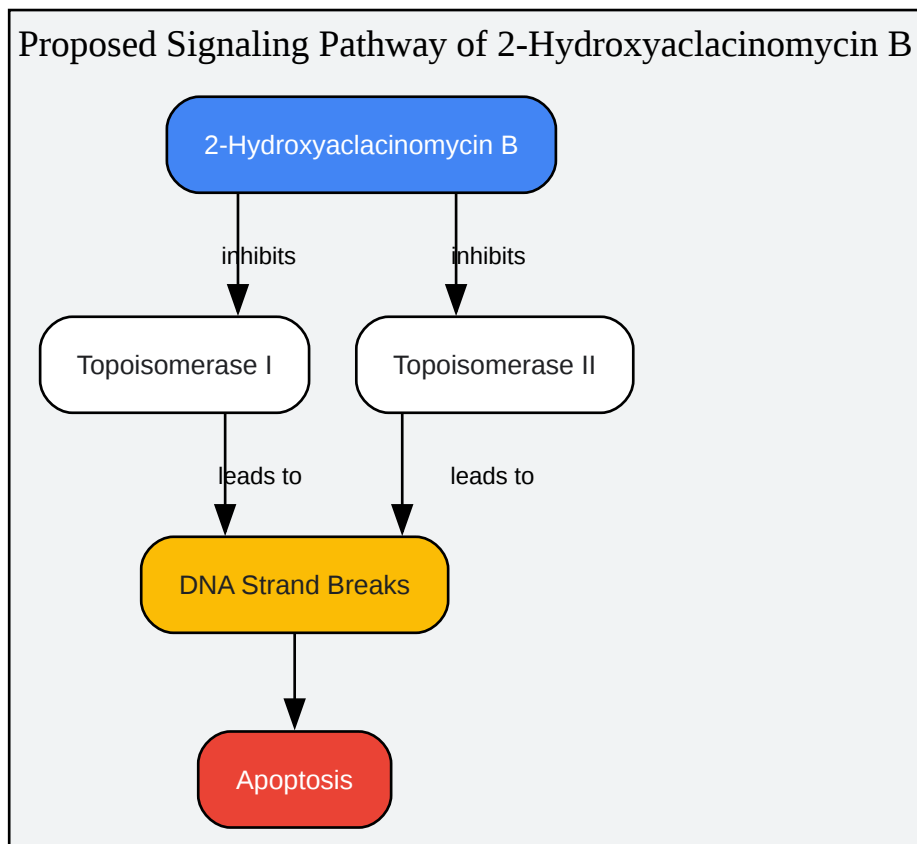 Proposed Signaling Pathway of 2-Hydroxyaclacinomycin B
2-Hydroxyaclacinomycin B
inhibits
inhibits
Topoisomerase I
Topoisomerase II
leads to
leads to
DNA Strand Breaks
Apoptosis